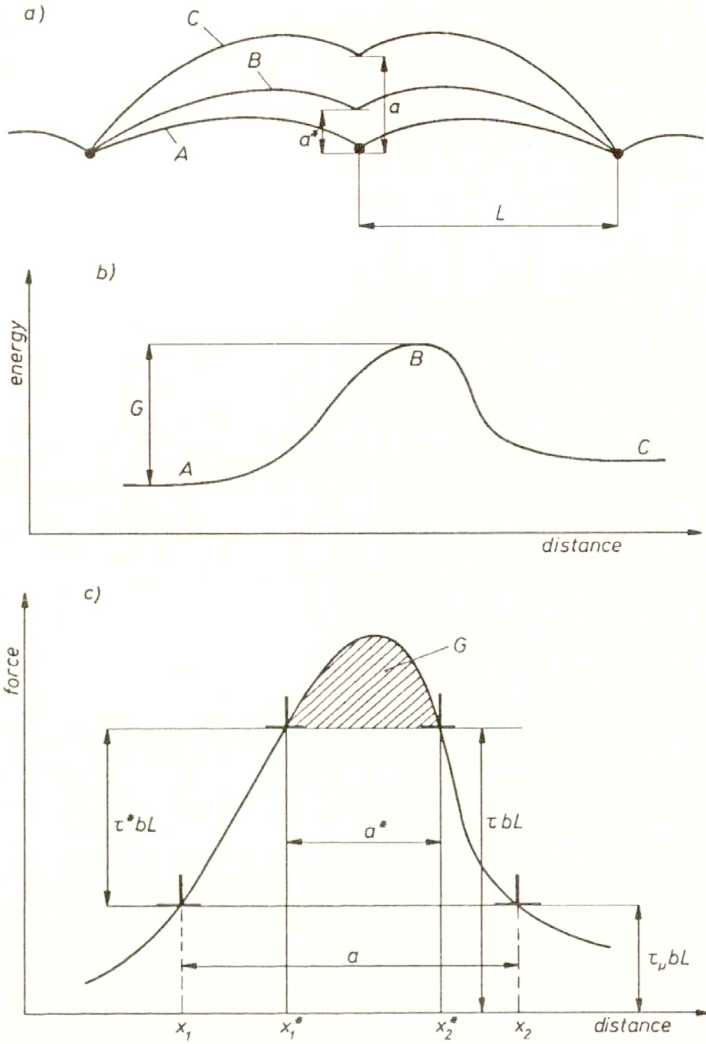 a)
C
B
A
a
a*
L
b)
energy
G
A
B
C
distance
c)
force
G
τ*bL
a*
τbL
a
τμbL
x1 x1* x2* x2 distance